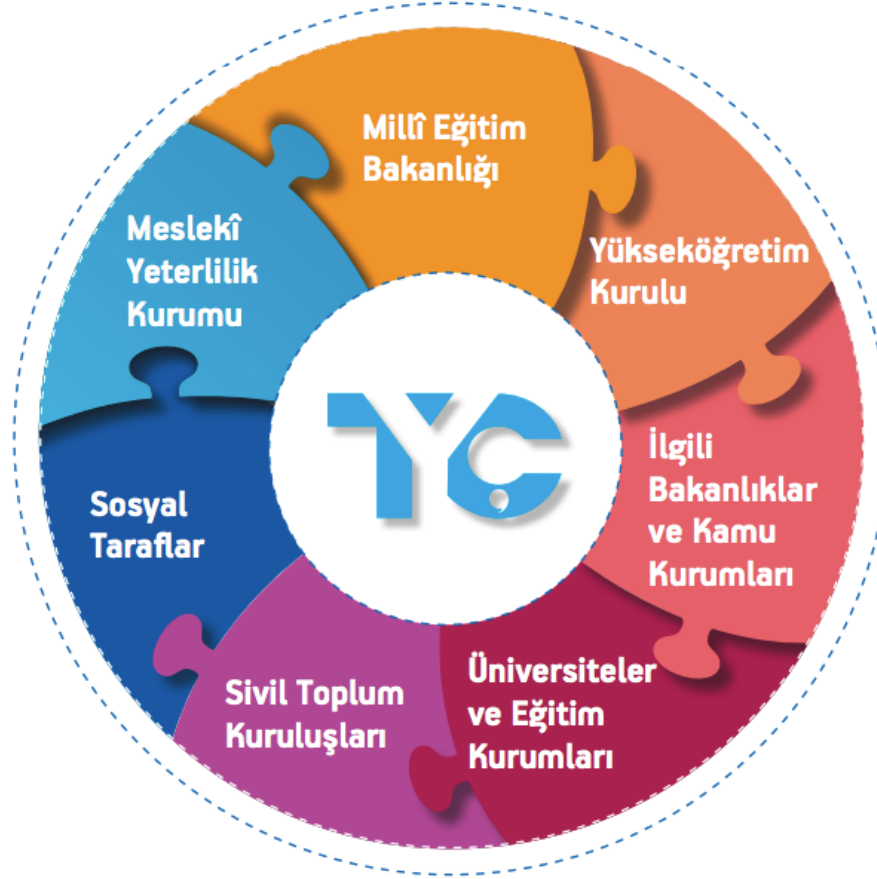 Millî Eğitim
Bakanlığı
Yükseköğretim
Kurulu
İlgili
Bakanlıklar
ve Kamu
Kurumları
Üniversiteler
ve Eğitim
Kurumları
Sivil Toplum
Kuruluşları
Sosyal
Taraflar
Meslekî
Yeterlilik
Kurumu
TYÇ